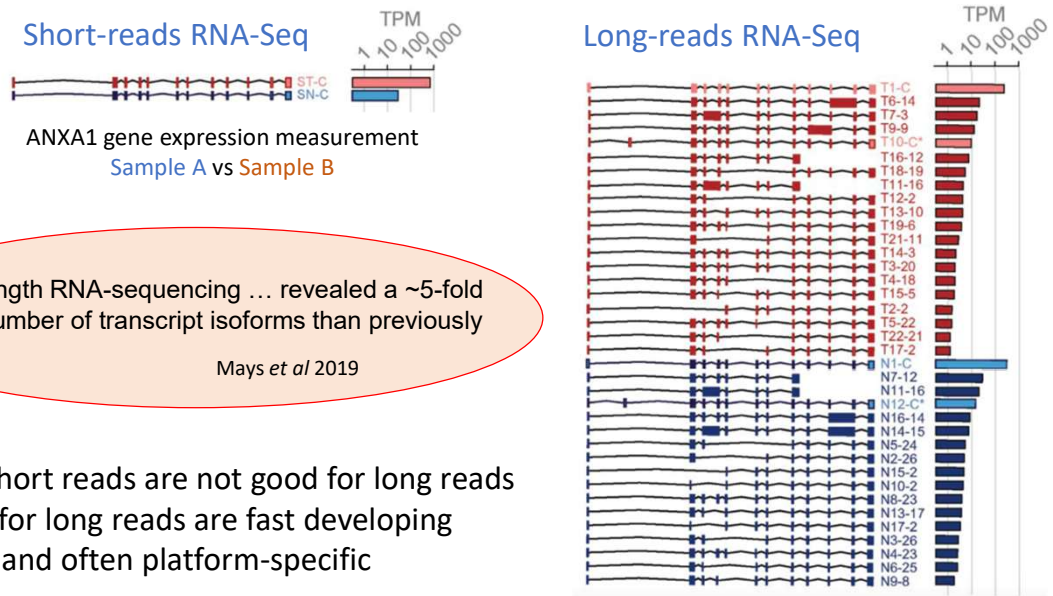 Short-reads RNA-Seq
TPM
1 10 100 1000
ST-C
SN-C
ANXA1 gene expression measurement
Sample A vs Sample B
ngth RNA-sequencing … revealed a ~5-fold
umber of transcript isoforms than previously
Mays et al 2019
hort reads are not good for long reads
for long reads are fast developing
and often platform-specific
Long-reads RNA-Seq
TPM
1 10 100 1000
T1-C
T6-14
T7-3
T9-9
T10-C*
T16-12
T18-19
T11-16
T12-2
T13-10
T19-6
T21-11
T14-3
T3-20
T4-18
T15-5
T2-2
T5-22
T22-21
T17-2
N1-C
N7-12
N11-16
N12-C*
N16-14
N14-15
N5-24
N2-26
N15-2
N10-2
N8-23
N13-17
N17-2
N3-26
N4-23
N6-25
N9-8